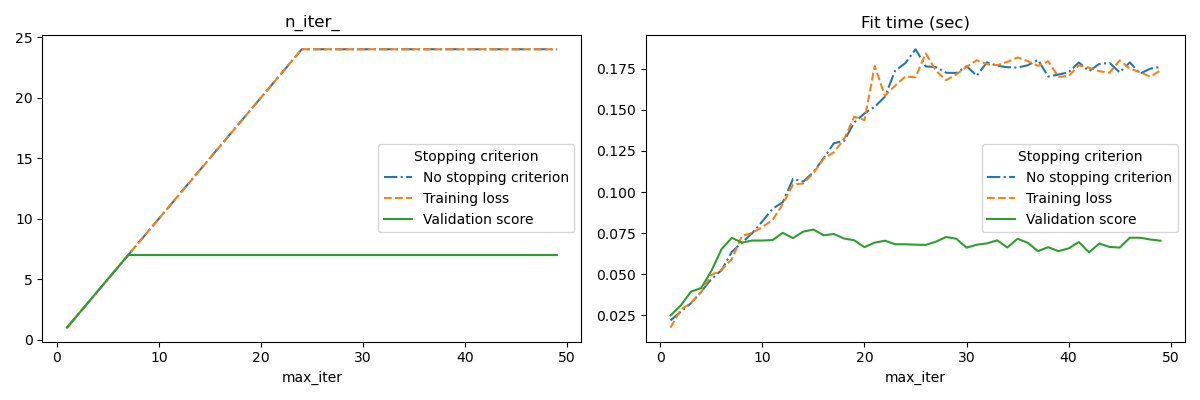 n_iter_
25
20
15
10
5
0
0 10 20 30 40 50
max_iter
Stopping criterion
No stopping criterion
Training loss
Validation score
Fit time (sec)
0.175
0.150
0.125
0.100
0.075
0.050
0.025
0 10 20 30 40 50
max_iter
Stopping criterion
No stopping criterion
Training loss
Validation score